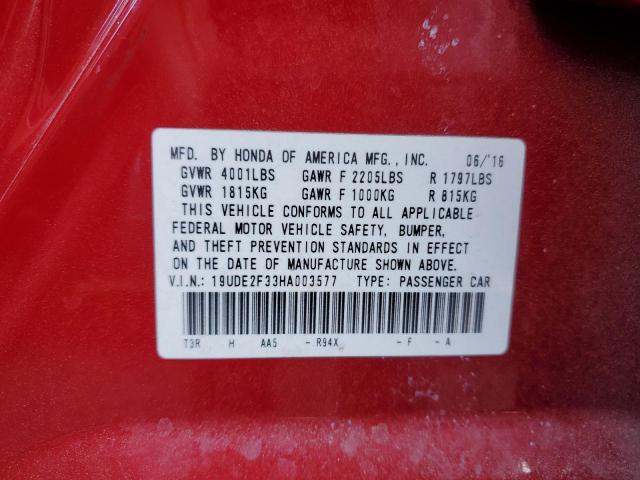 MFD. BY HONDA OF AMERICA MFG., INC. 06/'16
GVWR 4001LBS GAWR F 2205LBS R 1797LBS
GVWR 1815KG GAWR F 1000KG R 815KG
THIS VEHICLE CONFORMS TO ALL APPLICABLE
FEDERAL MOTOR VEHICLE SAFETY, BUMPER,
AND THEFT PREVENTION STANDARDS IN EFFECT
ON THE DATE OF MANUFACTURE SHOWN ABOVE.
V.I.N.: 19UDE2F33HA003577 TYPE: PASSENGER CAR
T3R H AA5 - R94X - F - A